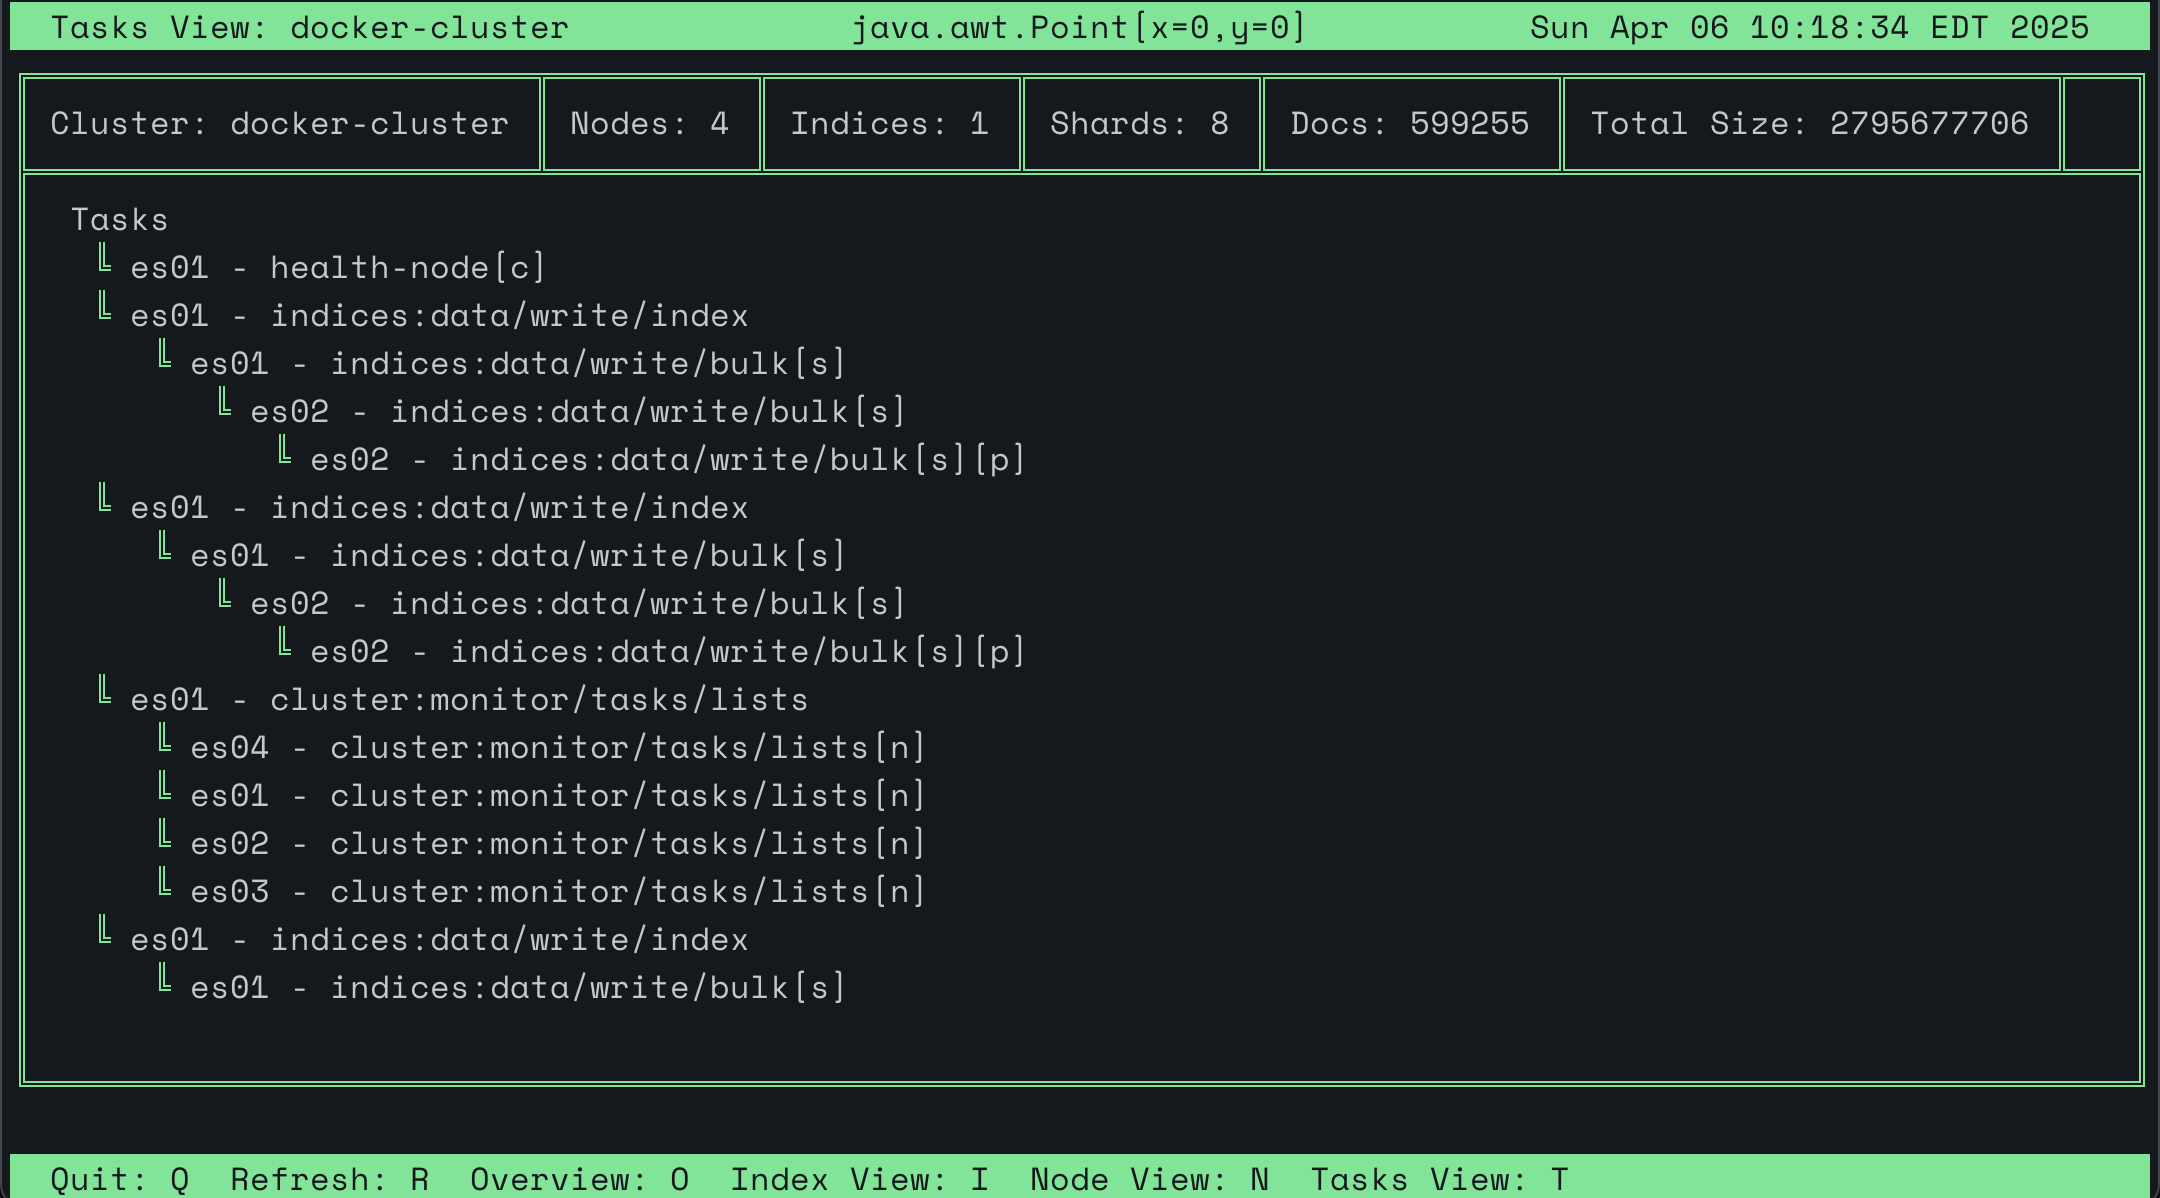 Tasks View: docker-cluster java.awt.Point[x=0,y=0] Sun Apr 06 10:18:34 EDT 2025
Cluster: docker-cluster Nodes: 4 Indices: 1 Shards: 8 Docs: 599255 Total Size: 2795677706
Tasks
╚ es01 - health-node[c]
╚ es01 - indices:data/write/index
╚ es01 - indices:data/write/bulk[s]
╚ es02 - indices:data/write/bulk[s]
╚ es02 - indices:data/write/bulk[s][p]
╚ es01 - indices:data/write/index
╚ es01 - indices:data/write/bulk[s]
╚ es02 - indices:data/write/bulk[s]
╚ es02 - indices:data/write/bulk[s][p]
╚ es01 - cluster:monitor/tasks/lists
╚ es04 - cluster:monitor/tasks/lists[n]
╚ es01 - cluster:monitor/tasks/lists[n]
╚ es02 - cluster:monitor/tasks/lists[n]
╚ es03 - cluster:monitor/tasks/lists[n]
╚ es01 - indices:data/write/index
╚ es01 - indices:data/write/bulk[s]
Quit: Q Refresh: R Overview: O Index View: I Node View: N Tasks View: T